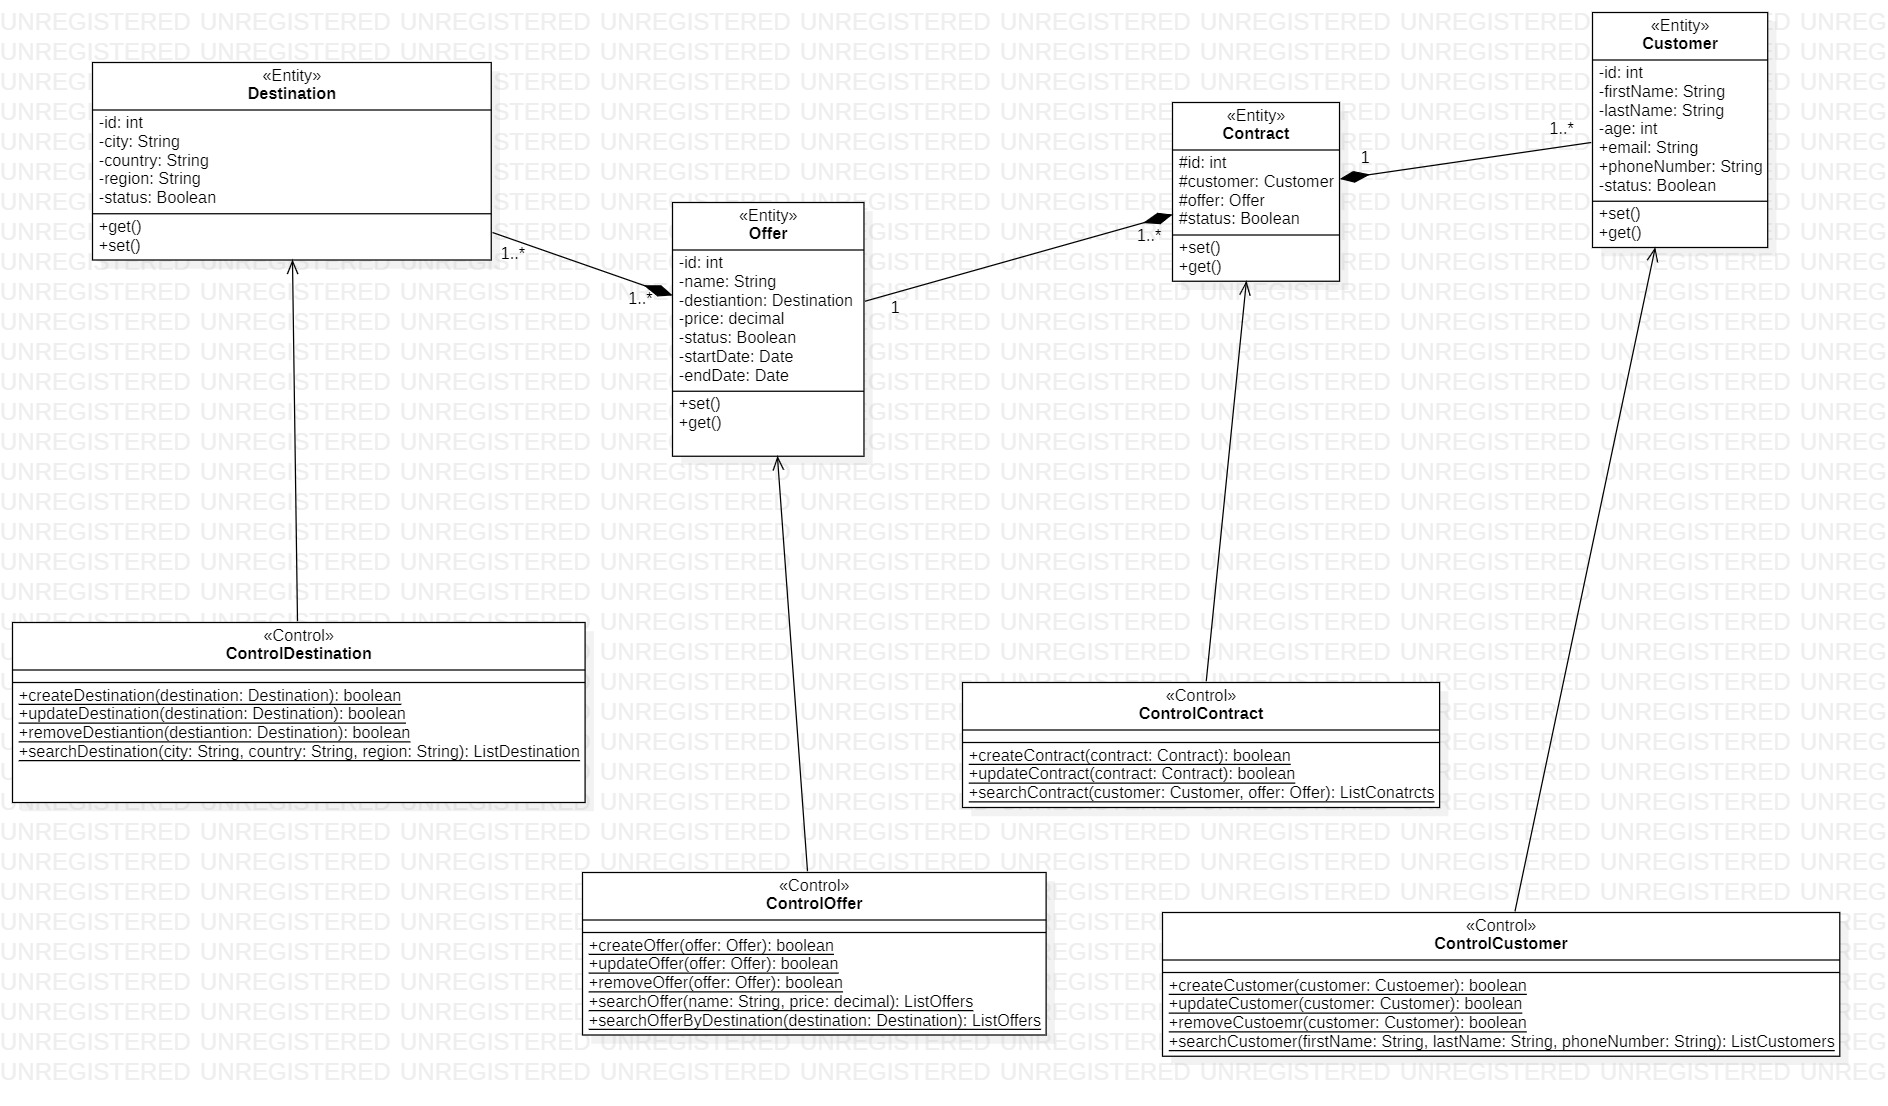 «Entity»
Destination
-id: int
-city: String
-country: String
-region: String
-status: Boolean
+get()
+set()
1..*
1..*
«Entity»
Offer
-id: int
-name: String
-destiantion: Destination
-price: decimal
-status: Boolean
-startDate: Date
-endDate: Date
+set()
+get()
1
1..*
«Entity»
Contract
#id: int
#customer: Customer
#offer: Offer
#status: Boolean
+set()
+get()
1
1..*
«Entity»
Customer
-id: int
-firstName: String
-lastName: String
-age: int
+email: String
+phoneNumber: String
-status: Boolean
+set()
+get()
«Control»
ControlDestination
+createDestination(destination: Destination): boolean
+updateDestination(destination: Destination): boolean
+removeDestiantion(destiantion: Destination): boolean
+searchDestination(city: String, country: String, region: String): ListDestination
«Control»
ControlOffer
+createOffer(offer: Offer): boolean
+updateOffer(offer: Offer): boolean
+removeOffer(offer: Offer): boolean
+searchOffer(name: String, price: decimal): ListOffers
+searchOfferByDestination(destination: Destination): ListOffers
«Control»
ControlContract
+createContract(contract: Contract): boolean
+updateContract(contract: Contract): boolean
+searchContract(customer: Customer, offer: Offer): ListConatrcts
«Control»
ControlCustomer
+createCustomer(customer: Custoemer): boolean
+updateCustomer(customer: Customer): boolean
+removeCustoemr(customer: Customer): boolean
+searchCustomer(firstName: String, lastName: String, phoneNumber: String): ListCustomers
UNREGISTERED